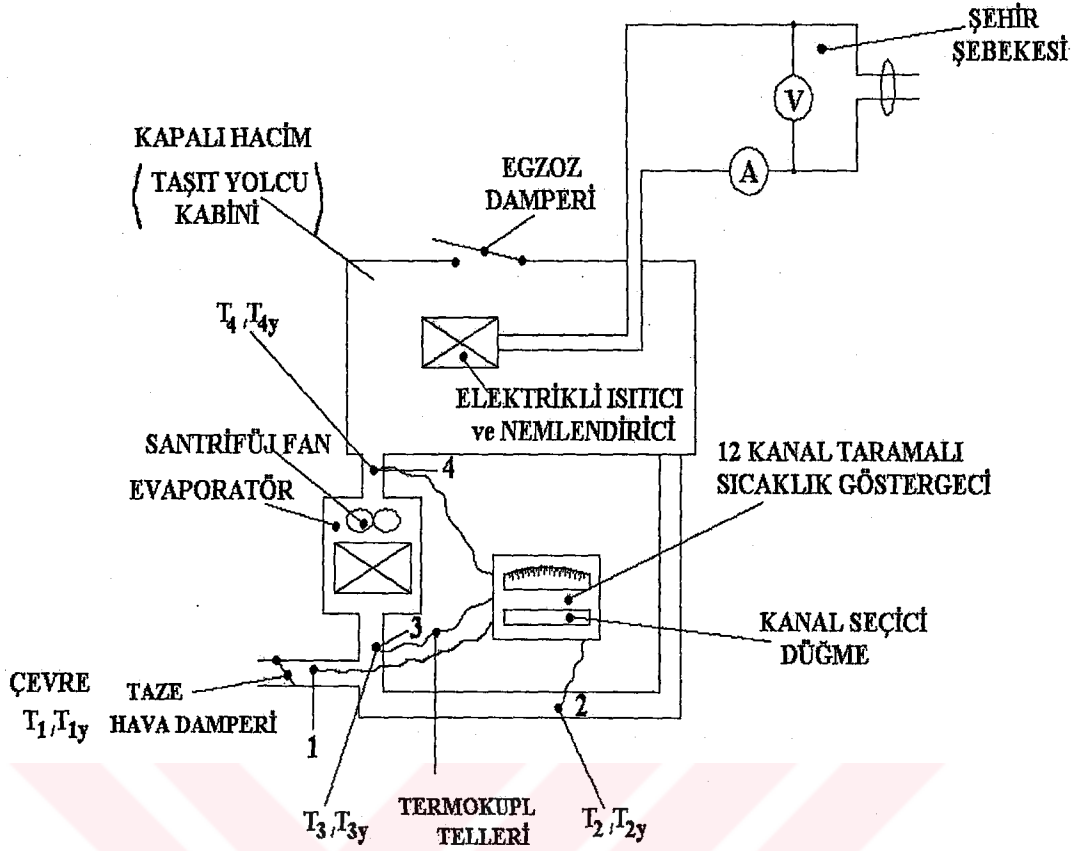 ŞEHİR
ŞEBEKESİ
V
A
KAPALI HACİM
( TAŞIT YOLCU )
KABİNİ
EGZOZ
DAMPERİ
T4 ,T4y
ELEKTRİKLİ ISITICI
ve NEMLENDİRİCİ
SANTRİFÜJ FAN
EVAPORATÖR
4
12 KANAL TARAMALI
SICAKLIK GÖSTERGECİ
KANAL SEÇİCİ
DÜĞME
3
ÇEVRE
T1 ,T1y
TAZE
HAVA DAMPERİ
1
2
T3 ,T3y
TERMOKUPL
TELLERİ
T2 ,T2y